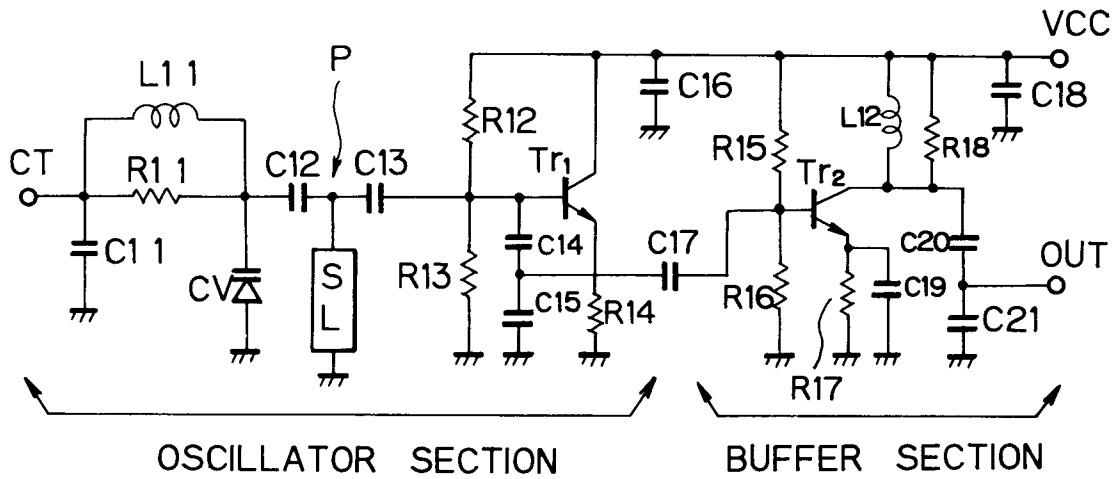 VCC
P
L11
C16
C18
R12
L12
R15
R18
CT
R11
C12
C13
Tr1
Tr2
C11
C14
C17
C20
OUT
CV
SL
R13
C15
R14
R16
C19
C21
R17
OSCILLATOR SECTION
BUFFER SECTION